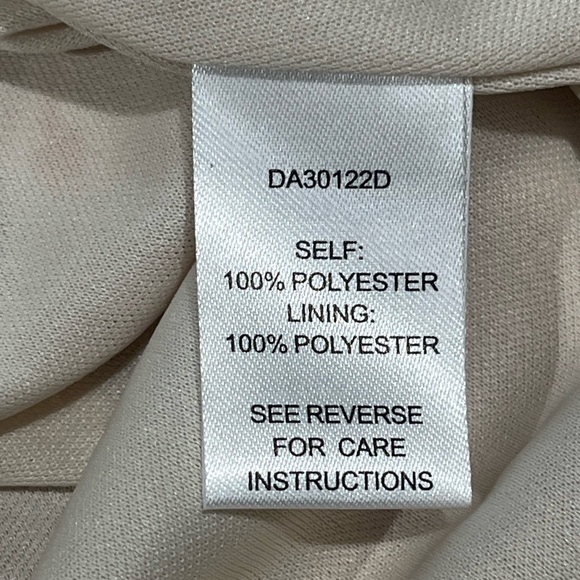 DA30122D
SELF:
100% POLYESTER
LINING:
100% POLYESTER
SEE REVERSE
FOR CARE
INSTRUCTIONS